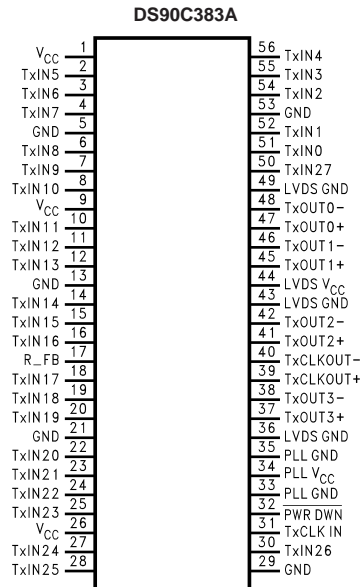 DS90C383A
VCC 1 56 TxIN4
TxIN5 2 55 TxIN3
TxIN6 3 54 TxIN2
TxIN7 4 53 GND
GND 5 52 TxIN1
TxIN8 6 51 TxIN0
TxIN9 7 50 TxIN27
TxIN10 8 49 LVDS GND
VCC 9 48 TxOUT0-
TxIN11 10 47 TxOUT0+
TxIN12 11 46 TxOUT1-
TxIN13 12 45 TxOUT1+
GND 13 44 LVDS VCC
TxIN14 14 43 LVDS GND
TxIN15 15 42 TxOUT2-
TxIN16 16 41 TxOUT2+
R_FB 17 40 TxCLKOUT-
TxIN17 18 39 TxCLKOUT+
TxIN18 19 38 TxOUT3-
TxIN19 20 37 TxOUT3+
GND 21 36 LVDS GND
TxIN20 22 35 PLL GND
TxIN21 23 34 PLL VCC
TxIN22 24 33 PLL GND
TxIN23 25 32 PWR DWN
VCC 26 31 TxCLK IN
TxIN24 27 30 TxIN26
TxIN25 28 29 GND